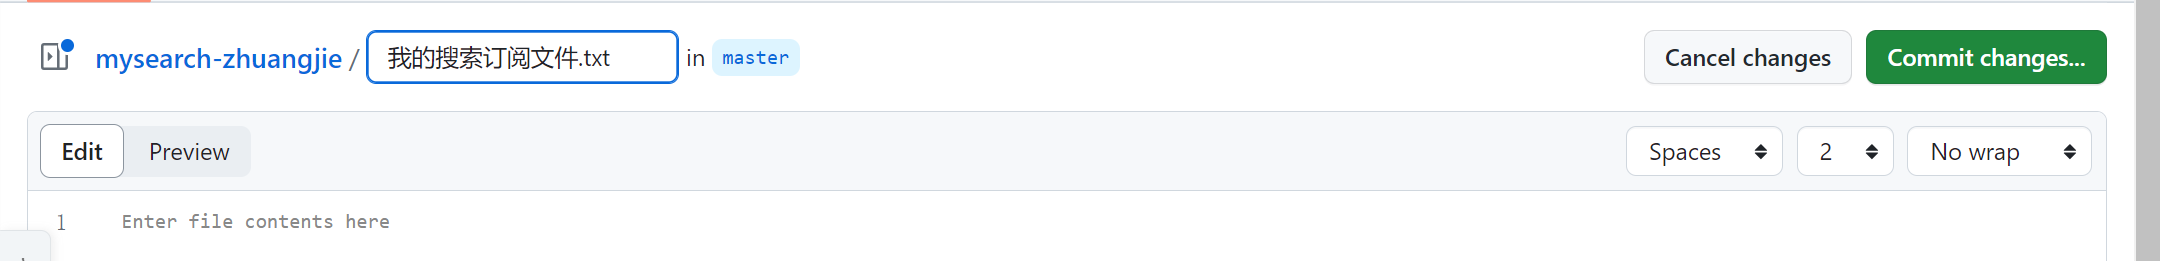 mysearch-zhuangjie / 我的搜索订阅文件.txt in master Cancel changes Commit changes...
Edit Preview Spaces 2 No wrap
1 Enter file contents here